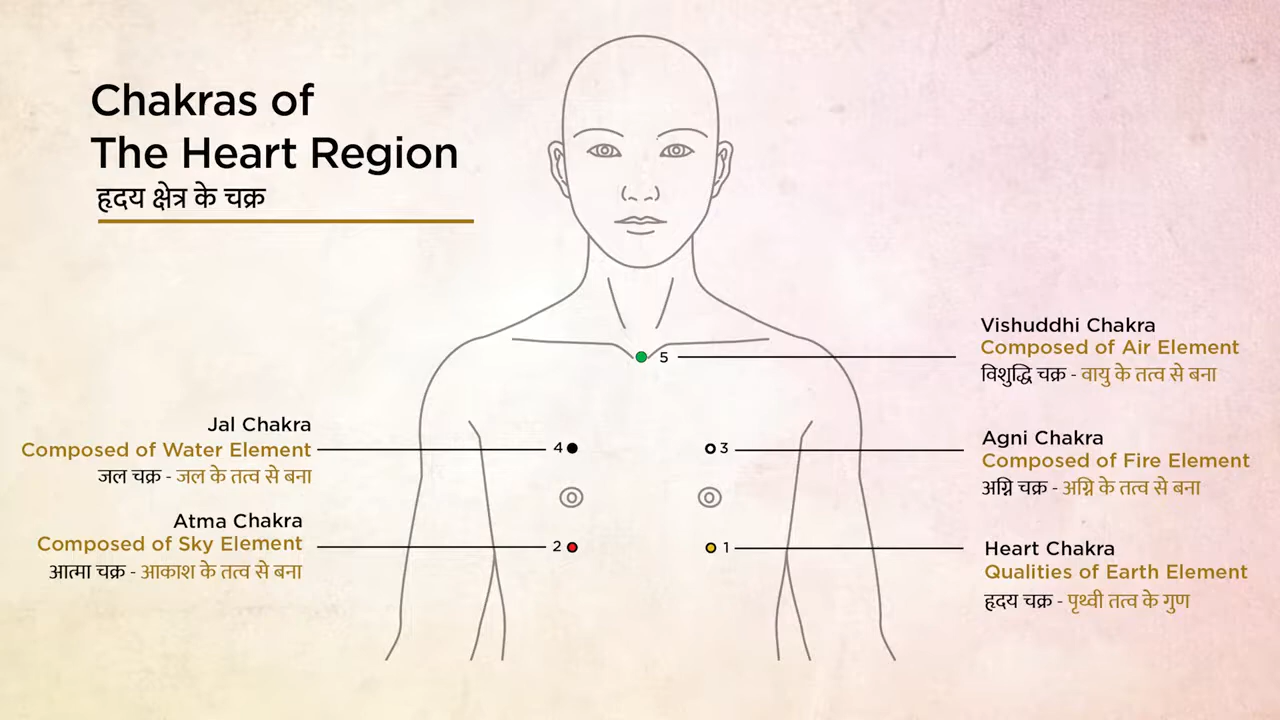 Chakras of
The Heart Region
हृदय क्षेत्र के चक्र
5
Vishuddhi Chakra
Composed of Air Element
विशुद्धि चक्र - वायु के तत्व से बना
Jal Chakra
Composed of Water Element
जल चक्र - जल के तत्व से बना
4
3
Agni Chakra
Composed of Fire Element
अग्नि चक्र - अग्नि के तत्व से बना
Atma Chakra
Composed of Sky Element
आत्मा चक्र - आकाश के तत्व से बना
2
1
Heart Chakra
Qualities of Earth Element
हृदय चक्र - पृथ्वी तत्व के गुण